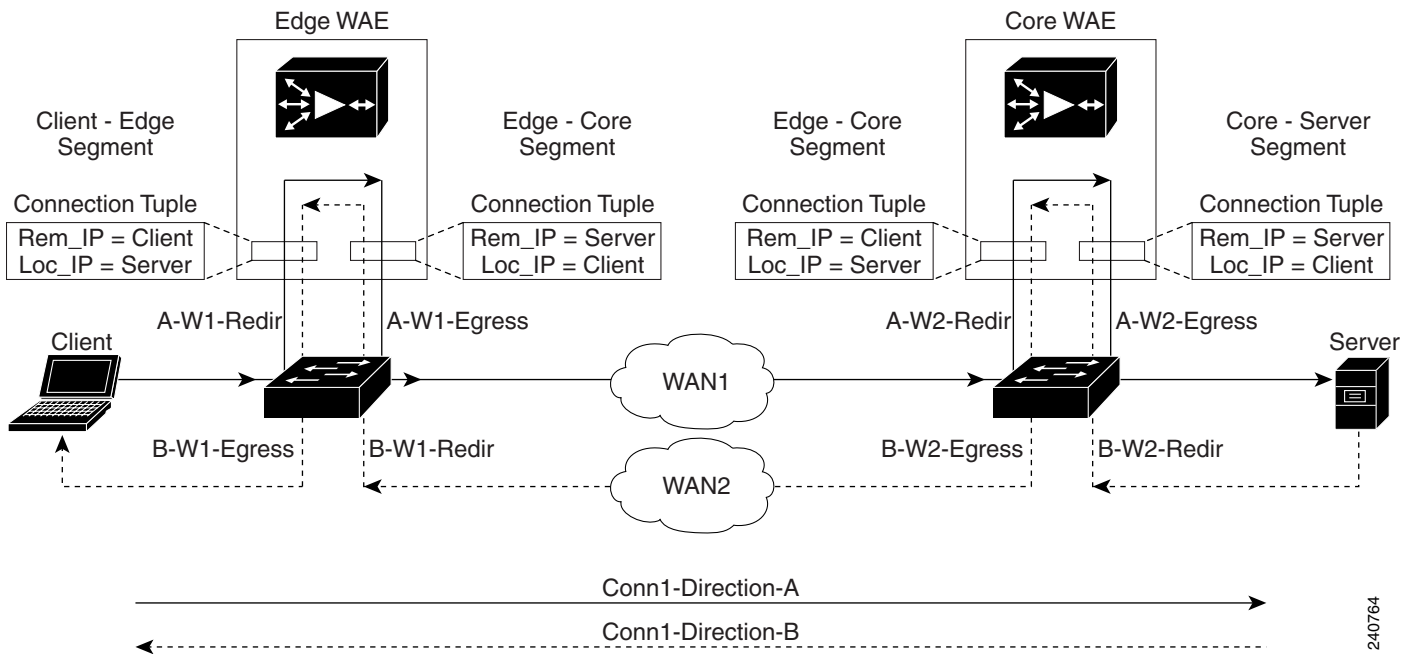 Edge WAE
Core WAE
Client - Edge
Segment
Edge - Core
Segment
Edge - Core
Segment
Core - Server
Segment
Connection Tuple
Rem_IP = Client
Loc_IP = Server
Connection Tuple
Rem_IP = Server
Loc_IP = Client
Connection Tuple
Rem_IP = Client
Loc_IP = Server
Connection Tuple
Rem_IP = Server
Loc_IP = Client
A-W1-Redir
A-W1-Egress
A-W2-Redir
A-W2-Egress
Client
Server
WAN1
B-W1-Egress
B-W1-Redir
B-W2-Egress
B-W2-Redir
WAN2
Conn1-Direction-A
Conn1-Direction-B
240764